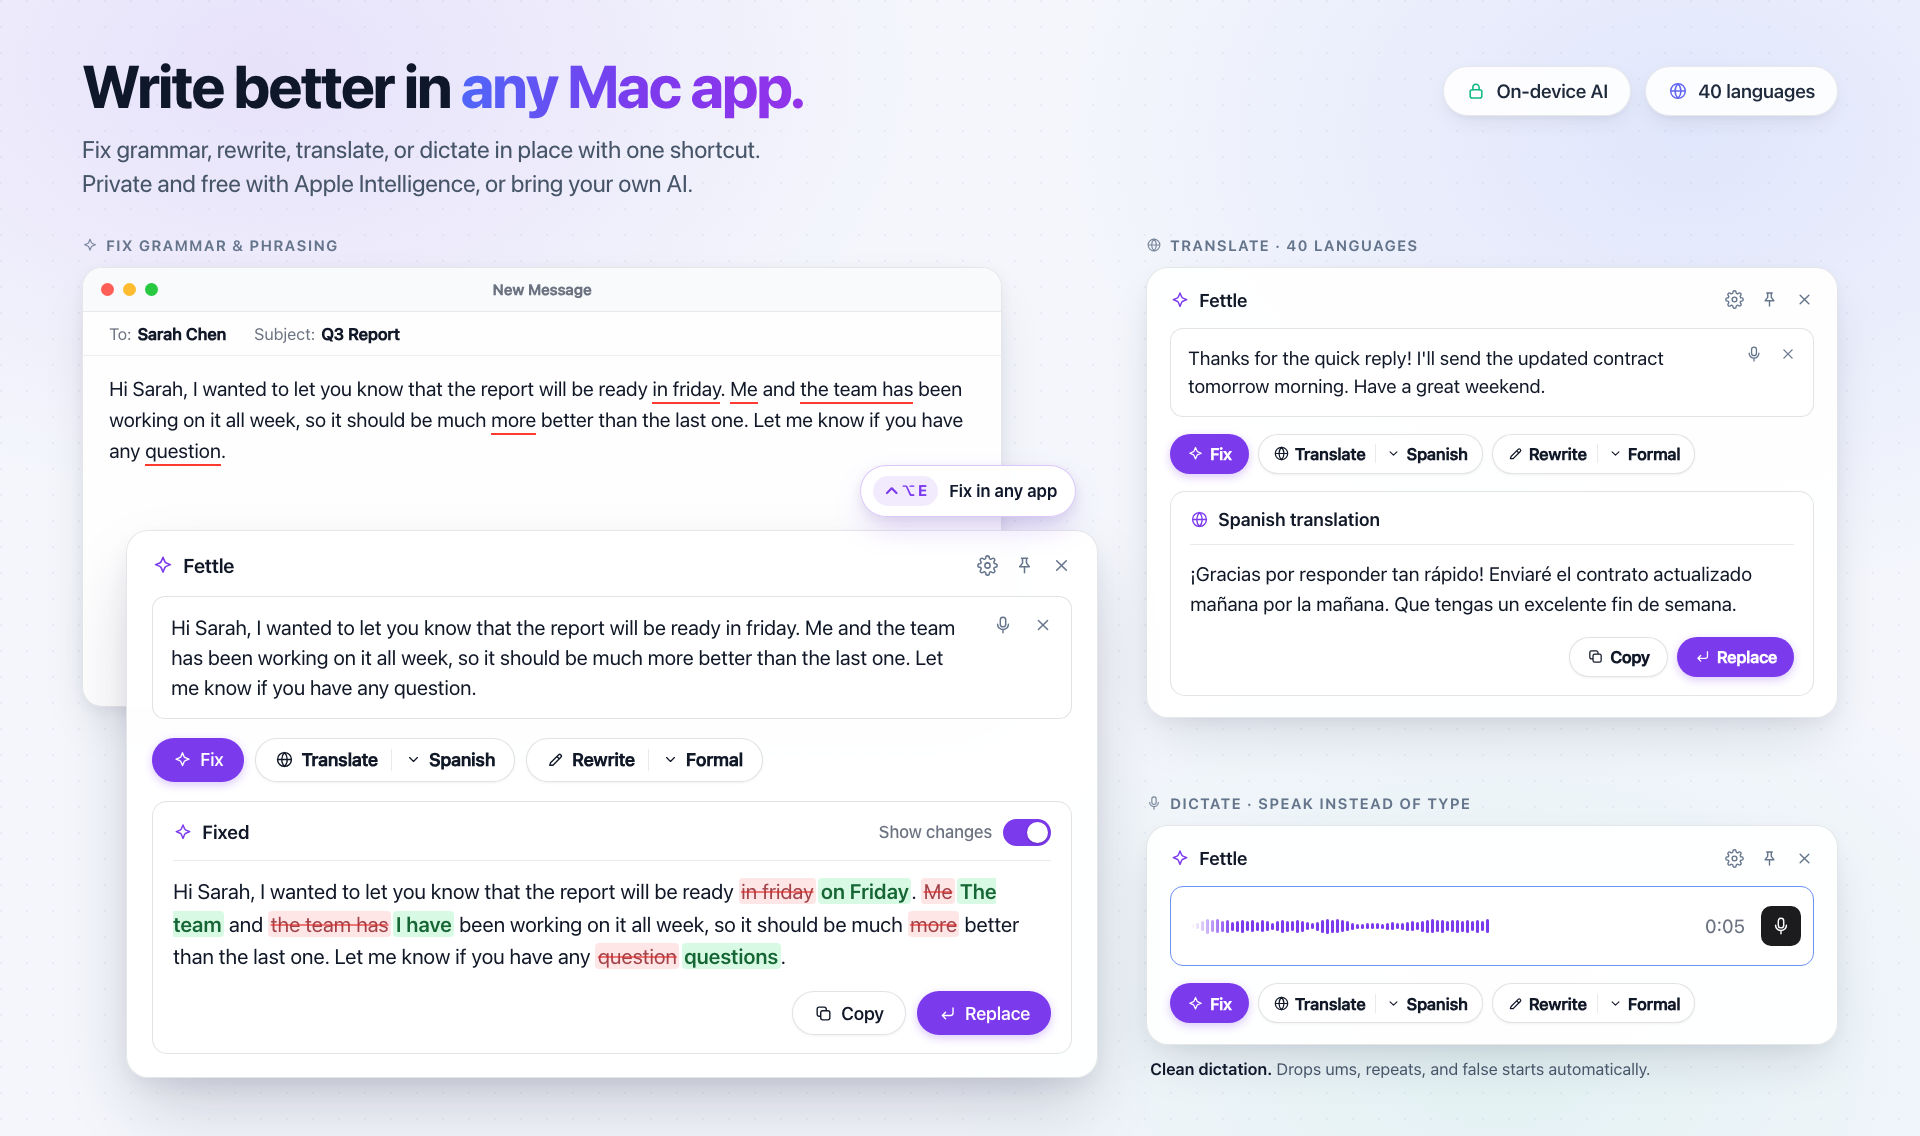 Write better in any Mac app.
Fix grammar, rewrite, translate, or dictate in place with one shortcut.
Private and free with Apple Intelligence, or bring your own AI.
On-device AI
40 languages
FIX GRAMMAR & PHRASING
New Message
To: Sarah Chen Subject: Q3 Report
Hi Sarah, I wanted to let you know that the report will be ready in friday. Me and the team has been
working on it all week, so it should be much more better than the last one. Let me know if you have
any question.
⌃⌥E Fix in any app
Fettle
Hi Sarah, I wanted to let you know that the report will be ready in friday. Me and the team
has been working on it all week, so it should be much more better than the last one. Let
me know if you have any question.
Fix Translate Spanish Rewrite Formal
Fixed
Show changes
Hi Sarah, I wanted to let you know that the report will be ready in friday on Friday. Me The
team and the team has I have been working on it all week, so it should be much more better
than the last one. Let me know if you have any question questions.
Copy Replace
TRANSLATE · 40 LANGUAGES
Fettle
Thanks for the quick reply! I'll send the updated contract
tomorrow morning. Have a great weekend.
Fix Translate Spanish Rewrite Formal
Spanish translation
¡Gracias por responder tan rápido! Enviaré el contrato actualizado
mañana por la mañana. Que tengas un excelente fin de semana.
Copy Replace
DICTATE · SPEAK INSTEAD OF TYPE
Fettle
0:05
Fix Translate Spanish Rewrite Formal
Clean dictation. Drops ums, repeats, and false starts automatically.